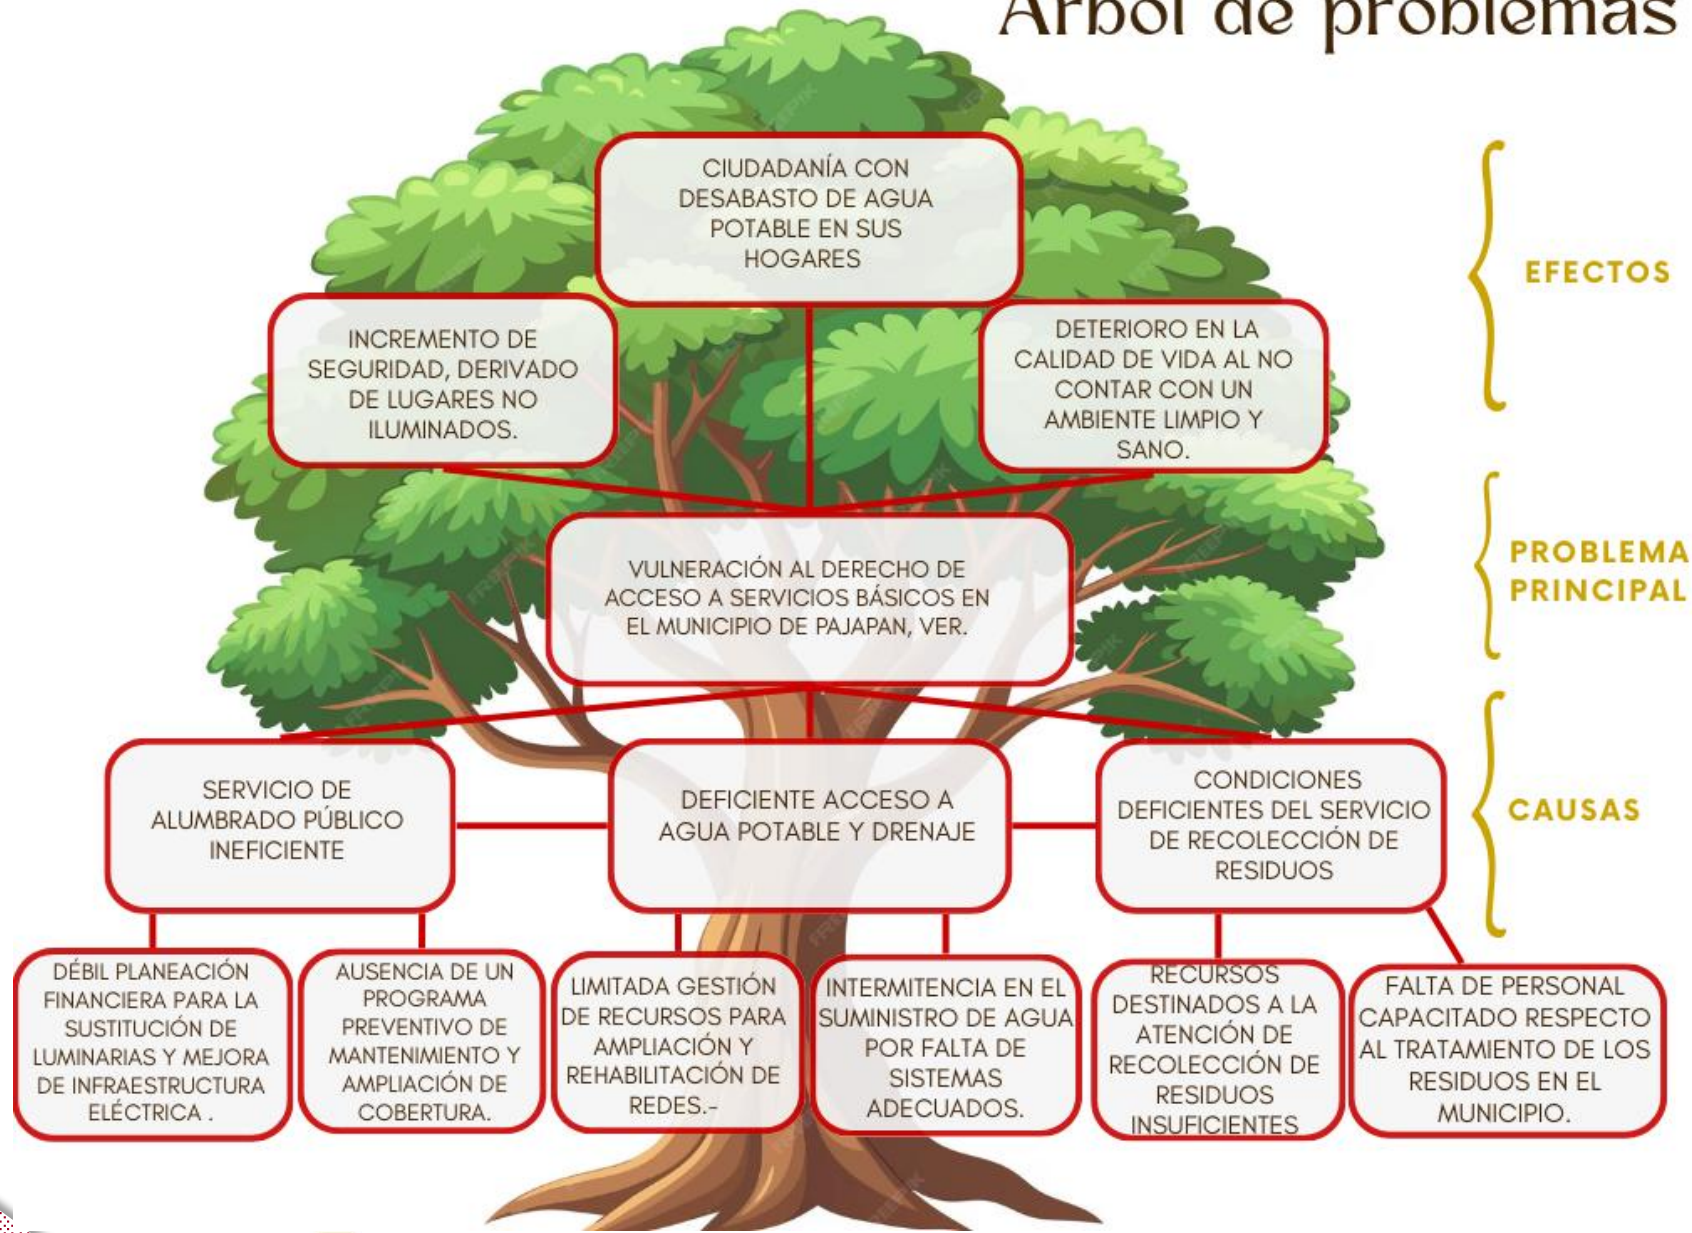 Árbol de problemas
CIUDADANÍA CON
DESABASTO DE AGUA
POTABLE EN SUS
HOGARES
INCREMENTO DE
SEGURIDAD, DERIVADO
DE LUGARES NO
ILUMINADOS.
DETERIORO EN LA
CALIDAD DE VIDA AL NO
CONTAR CON UN
AMBIENTE LIMPIO Y
SANO.
EFECTOS
VULNERACIÓN AL DERECHO DE
ACCESO A SERVICIOS BÁSICOS EN
EL MUNICIPIO DE PAJAPAN, VER.
PROBLEMA
PRINCIPAL
SERVICIO DE
ALUMBRADO PÚBLICO
INEFICIENTE
DEFICIENTE ACCESO A
AGUA POTABLE Y DRENAJE
CONDICIONES
DEFICIENTES DEL SERVICIO
DE RECOLECCIÓN DE
RESIDUOS
CAUSAS
DÉBIL PLANEACIÓN
FINANCIERA PARA LA
SUSTITUCIÓN DE
LUMINARIAS Y MEJORA
DE INFRAESTRUCTURA
ELÉCTRICA .
AUSENCIA DE UN
PROGRAMA
PREVENTIVO DE
MANTENIMIENTO Y
AMPLIACIÓN DE
COBERTURA.
LIMITADA GESTIÓN
DE RECURSOS PARA
AMPLIACIÓN Y
REHABILITACIÓN DE
REDES.-
INTERMITENCIA EN EL
SUMINISTRO DE AGUA
POR FALTA DE
SISTEMAS
ADECUADOS.
RECURSOS
DESTINADOS A LA
ATENCIÓN DE
RECOLECCIÓN DE
RESIDUOS
INSUFICIENTES
FALTA DE PERSONAL
CAPACITADO RESPECTO
AL TRATAMIENTO DE LOS
RESIDUOS EN EL
MUNICIPIO.